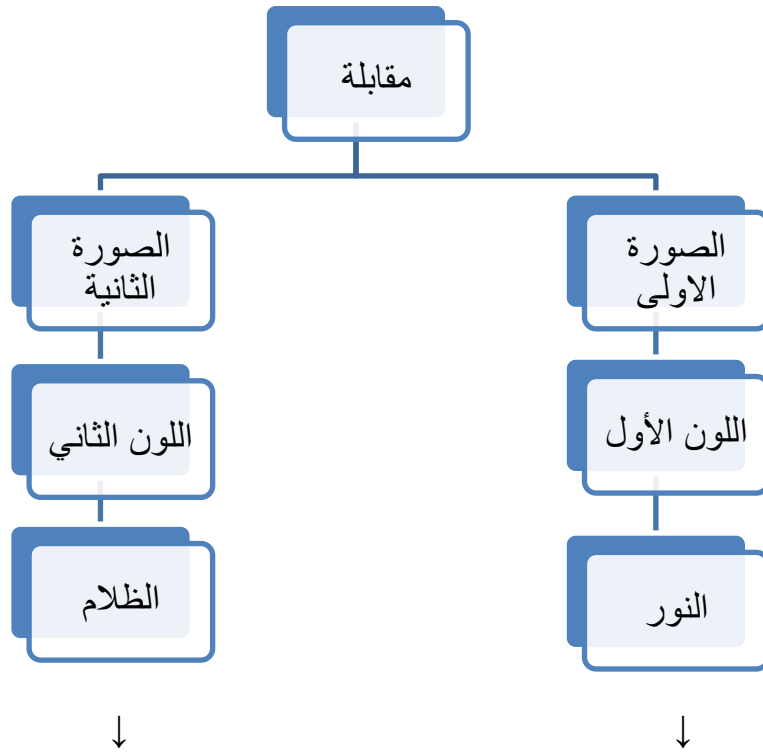 مقابلة
الصورة
الاولى
الصورة
الثانية
اللون الأول
اللون الثاني
النور
الظلام
↓ ↓